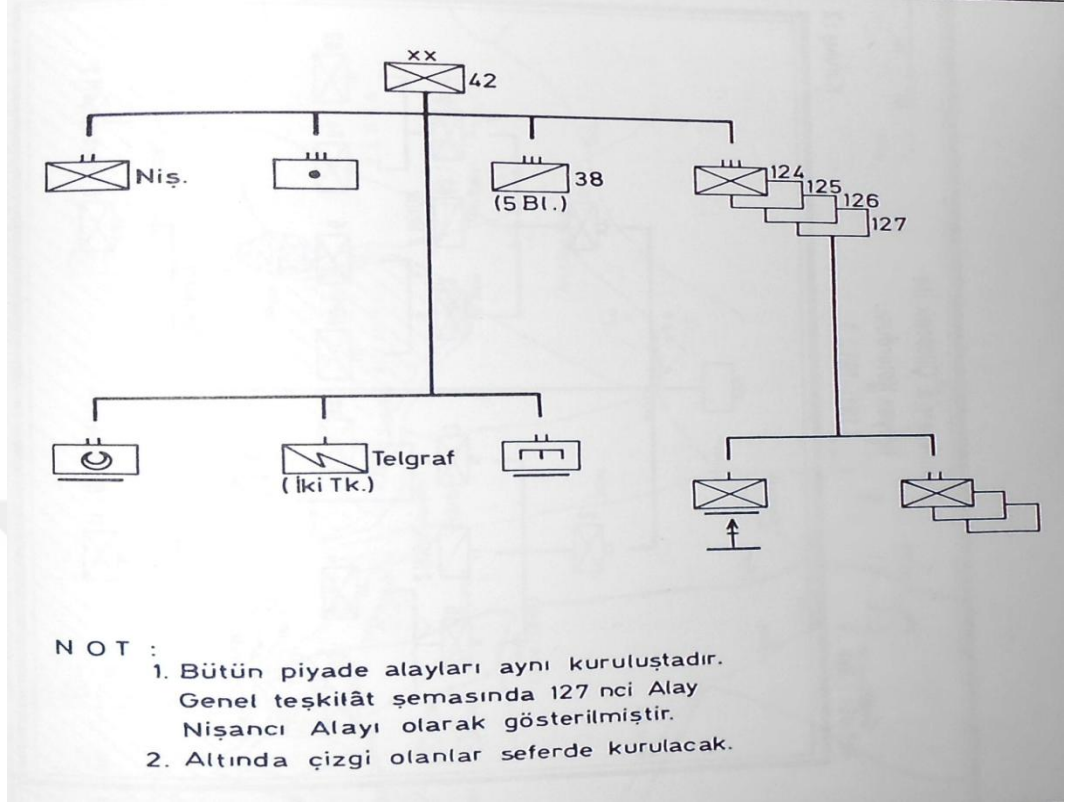 xx
42
Niş.
38
(5 Bl.)
124
125
126
127
Telgraf
(İki Tk.)
NOT :
1. Bütün piyade alayları aynı kuruluştadır.
Genel teşkilât şemasında 127 nci Alay
Nişancı Alayı olarak gösterilmiştir.
2. Altında çizgi olanlar seferde kurulacak.